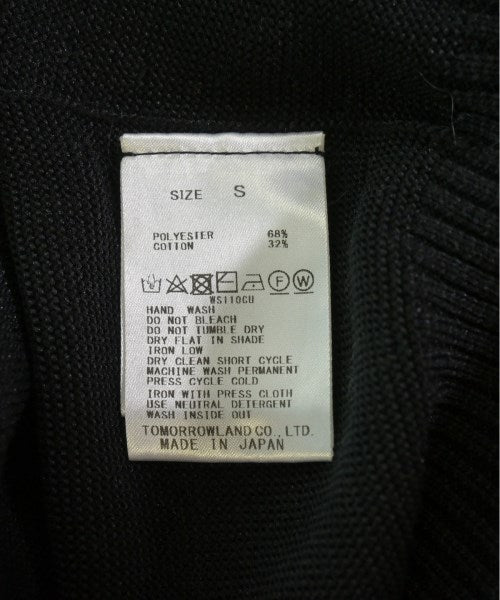 SIZE S
POLYESTER 68%
COTTON 32%
F W
WS110GU
HAND WASH
DO NOT BLEACH
DO NOT TUMBLE DRY
DRY FLAT IN SHADE
IRON LOW
DRY CLEAN SHORT CYCLE
MACHINE WASH PERMANENT
PRESS CYCLE COLD
IRON WITH PRESS CLOTH
USE NEUTRAL DETERGENT
WASH INSIDE OUT
TOMORROWLAND CO., LTD.
MADE IN JAPAN